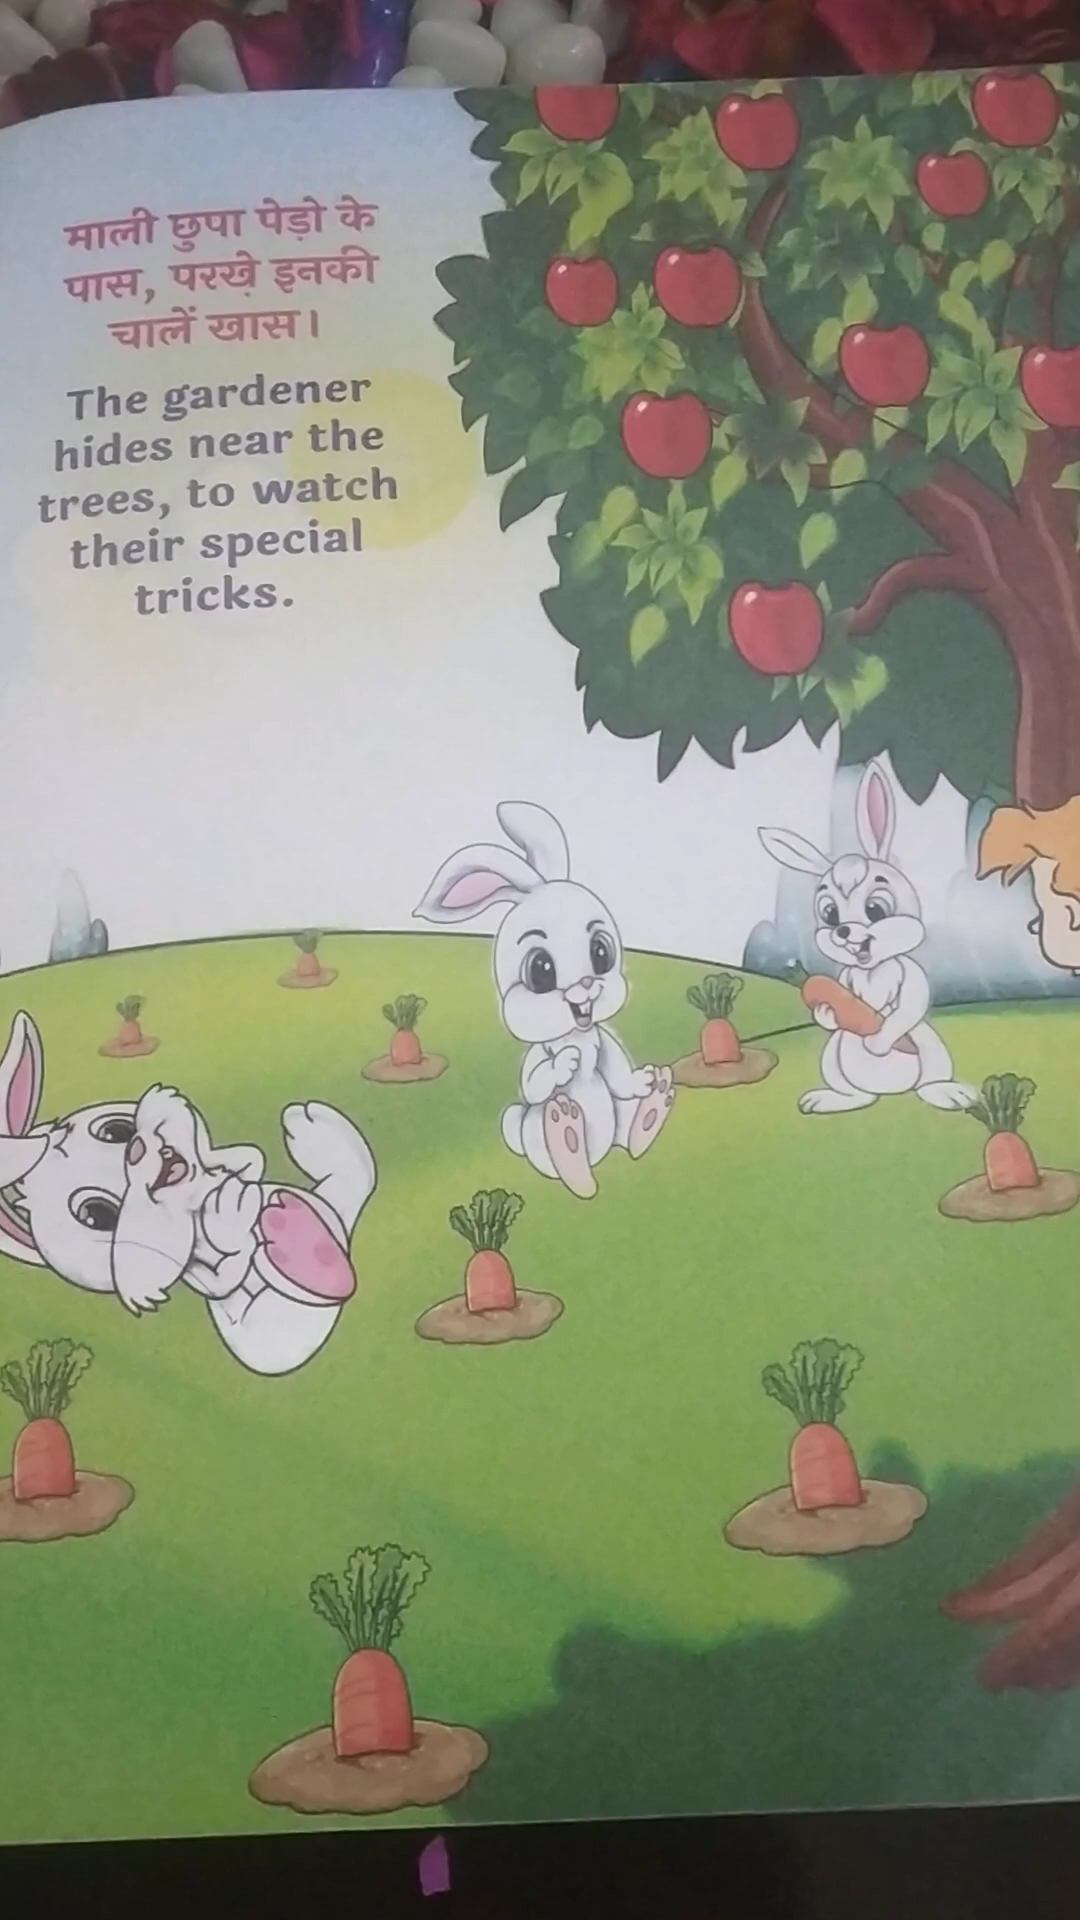 माली छुपा पेड़ो के
पास, परखे़ इनकी
चालें खास।
The gardener
hides near the
trees, to watch
their special
tricks.